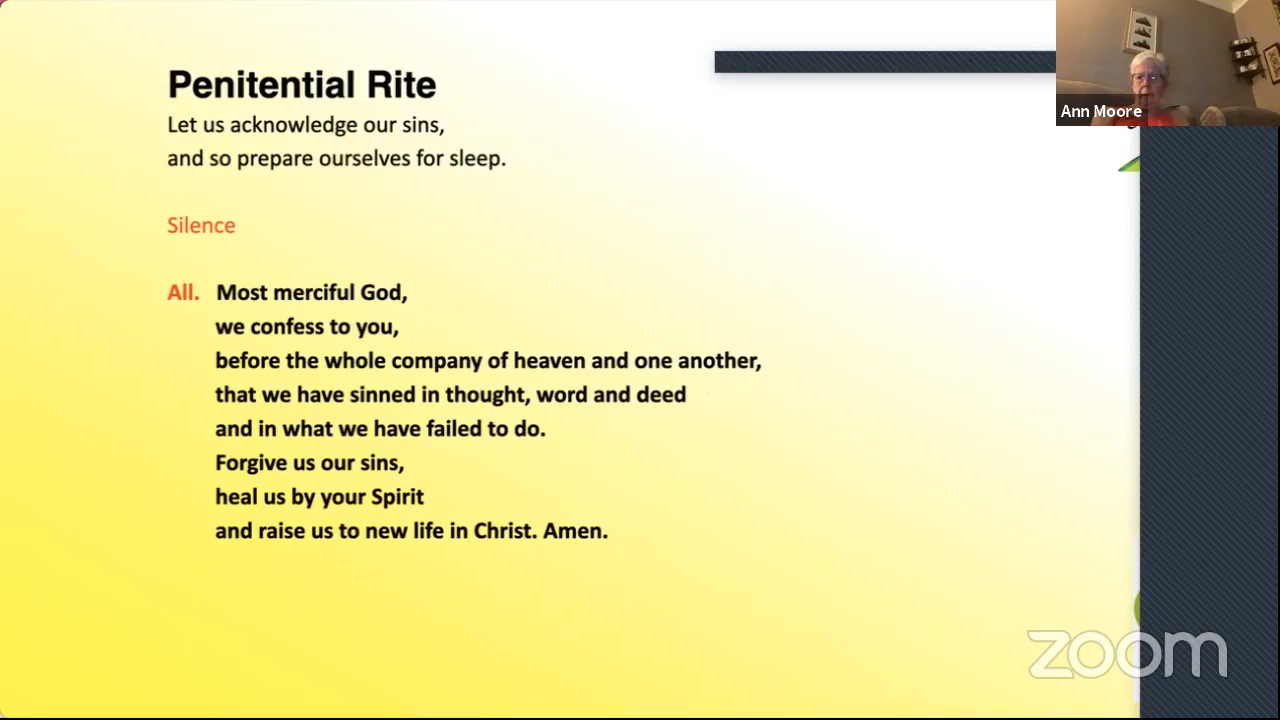 Penitential Rite
Let us acknowledge our sins,
and so prepare ourselves for sleep.
Silence
All. Most merciful God,
we confess to you,
before the whole company of heaven and one another,
that we have sinned in thought, word and deed
and in what we have failed to do.
Forgive us our sins,
heal us by your Spirit
and raise us to new life in Christ. Amen.
Ann Moore
zoom